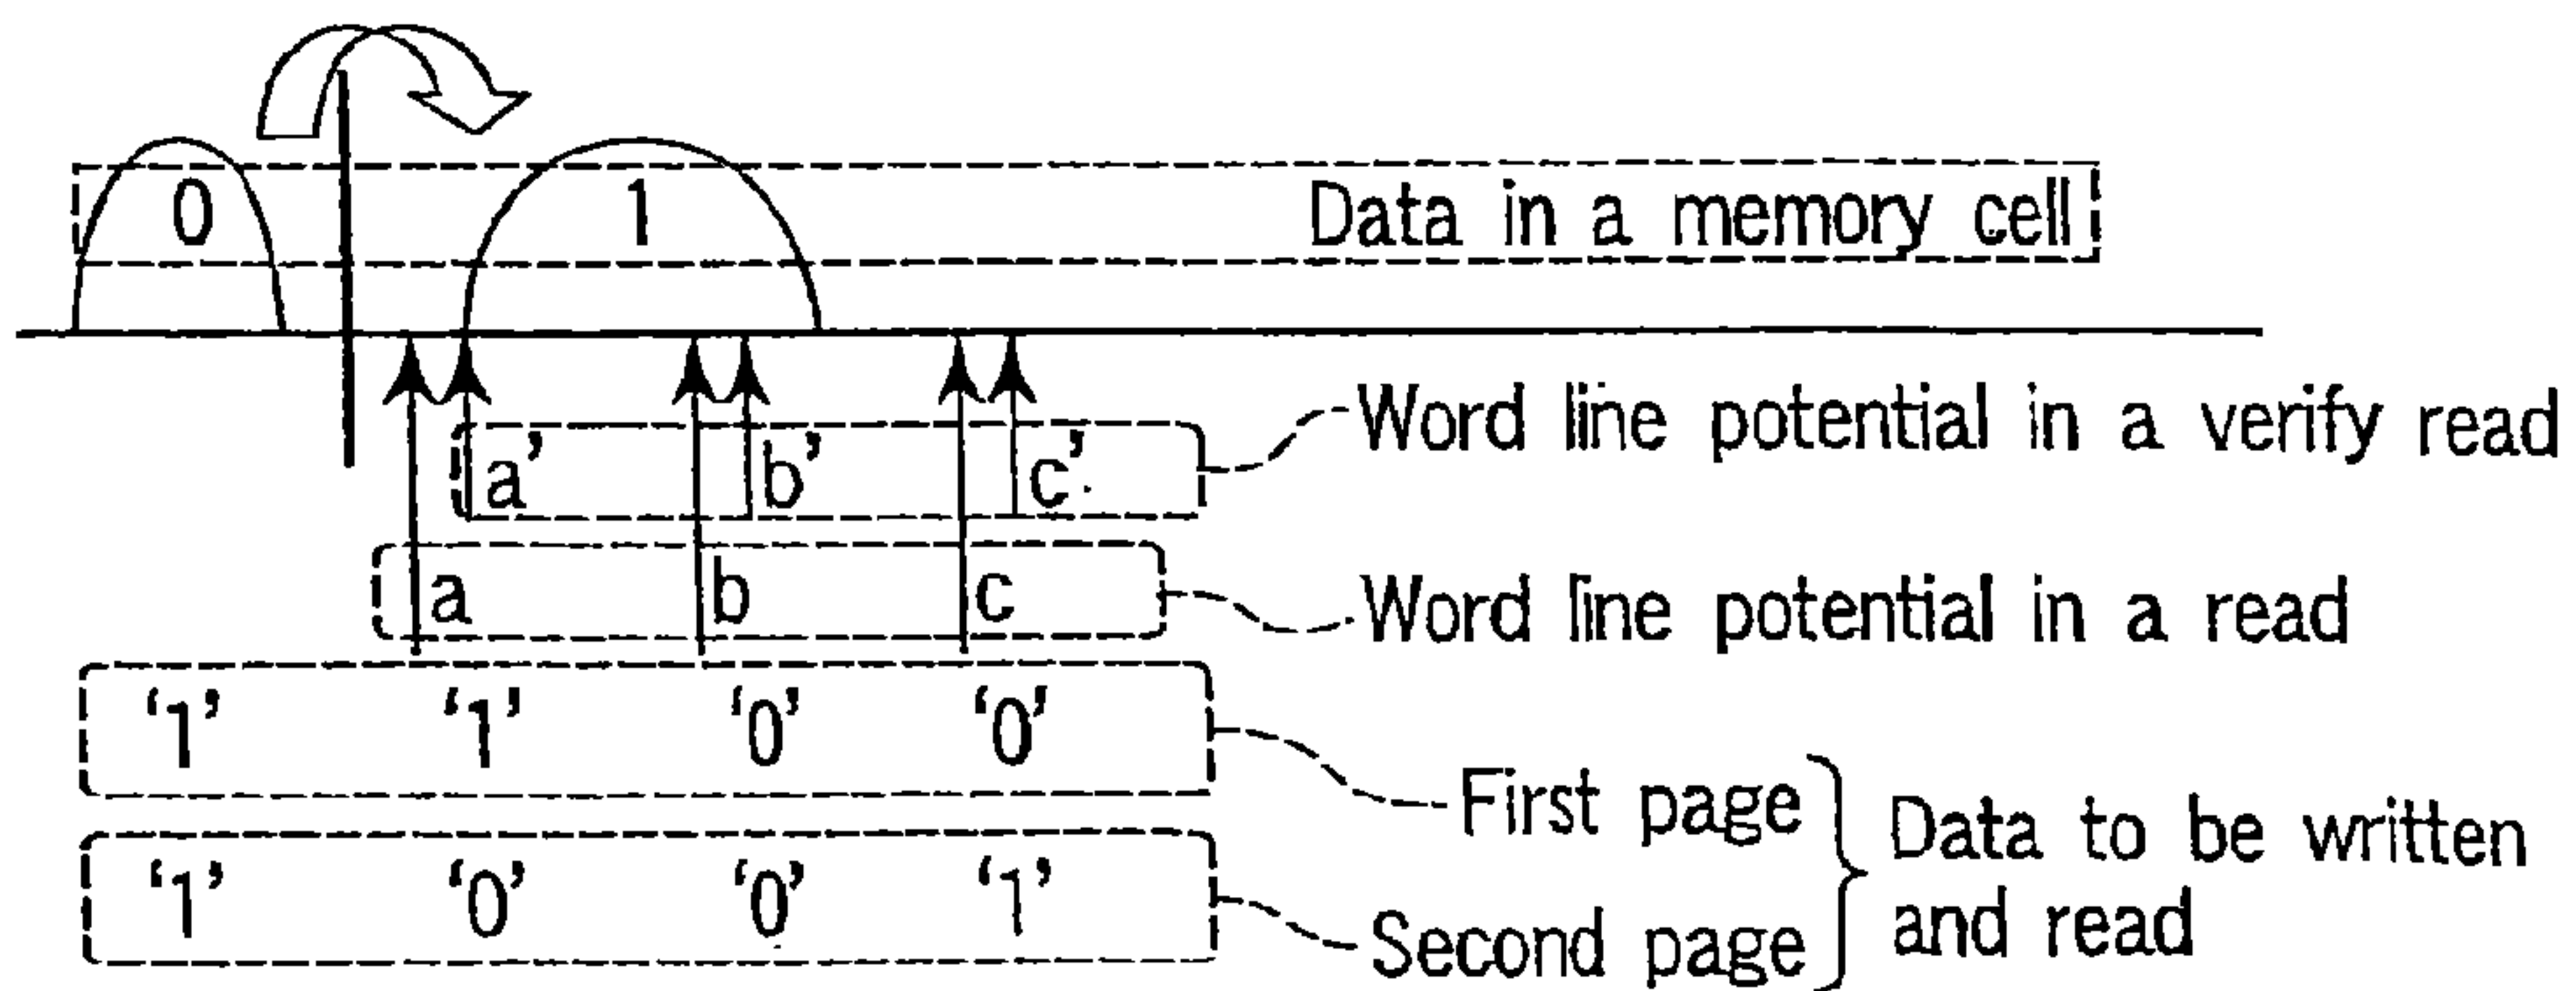 0 1 Data in a memory cell
Word line potential in a verify read
a' b' c'
a b c Word line potential in a read
'1' '1' '0' '0'
First page
Data to be written
'1' '0' '0' '1'
and read
Second page